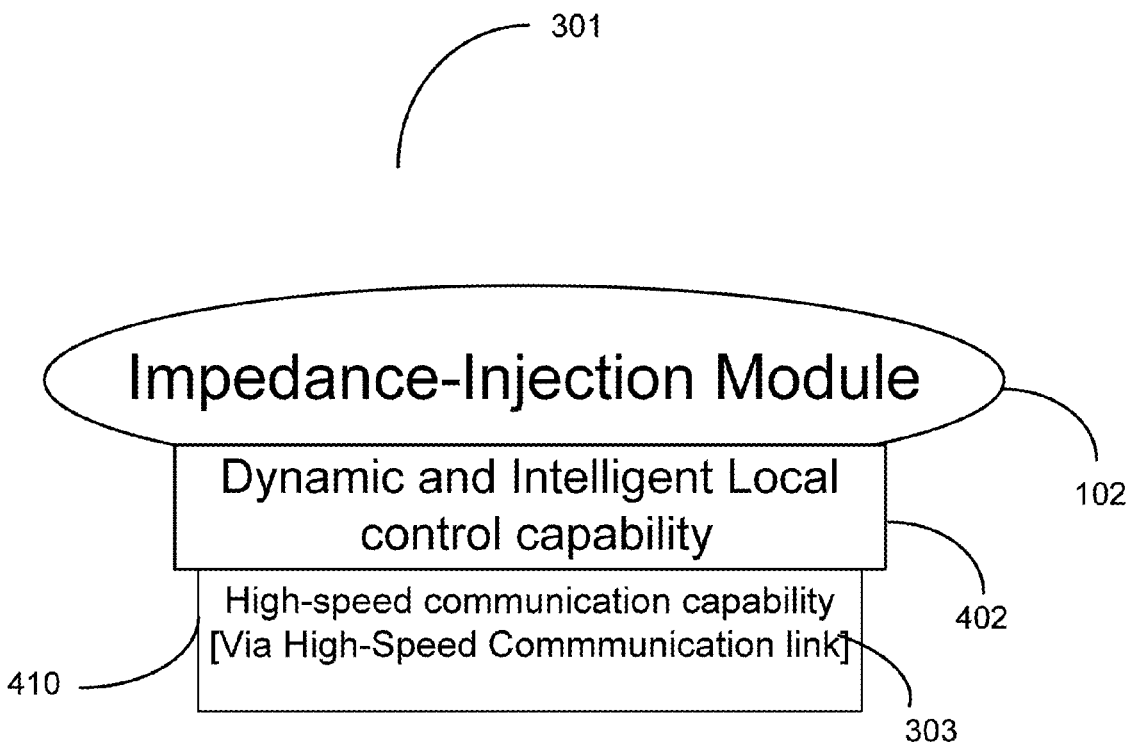 301
Impedance-Injection Module
Dynamic and Intelligent Local
control capability
102
High-speed communication capability
[Via High-Speed Commmunication link]
402
410
303